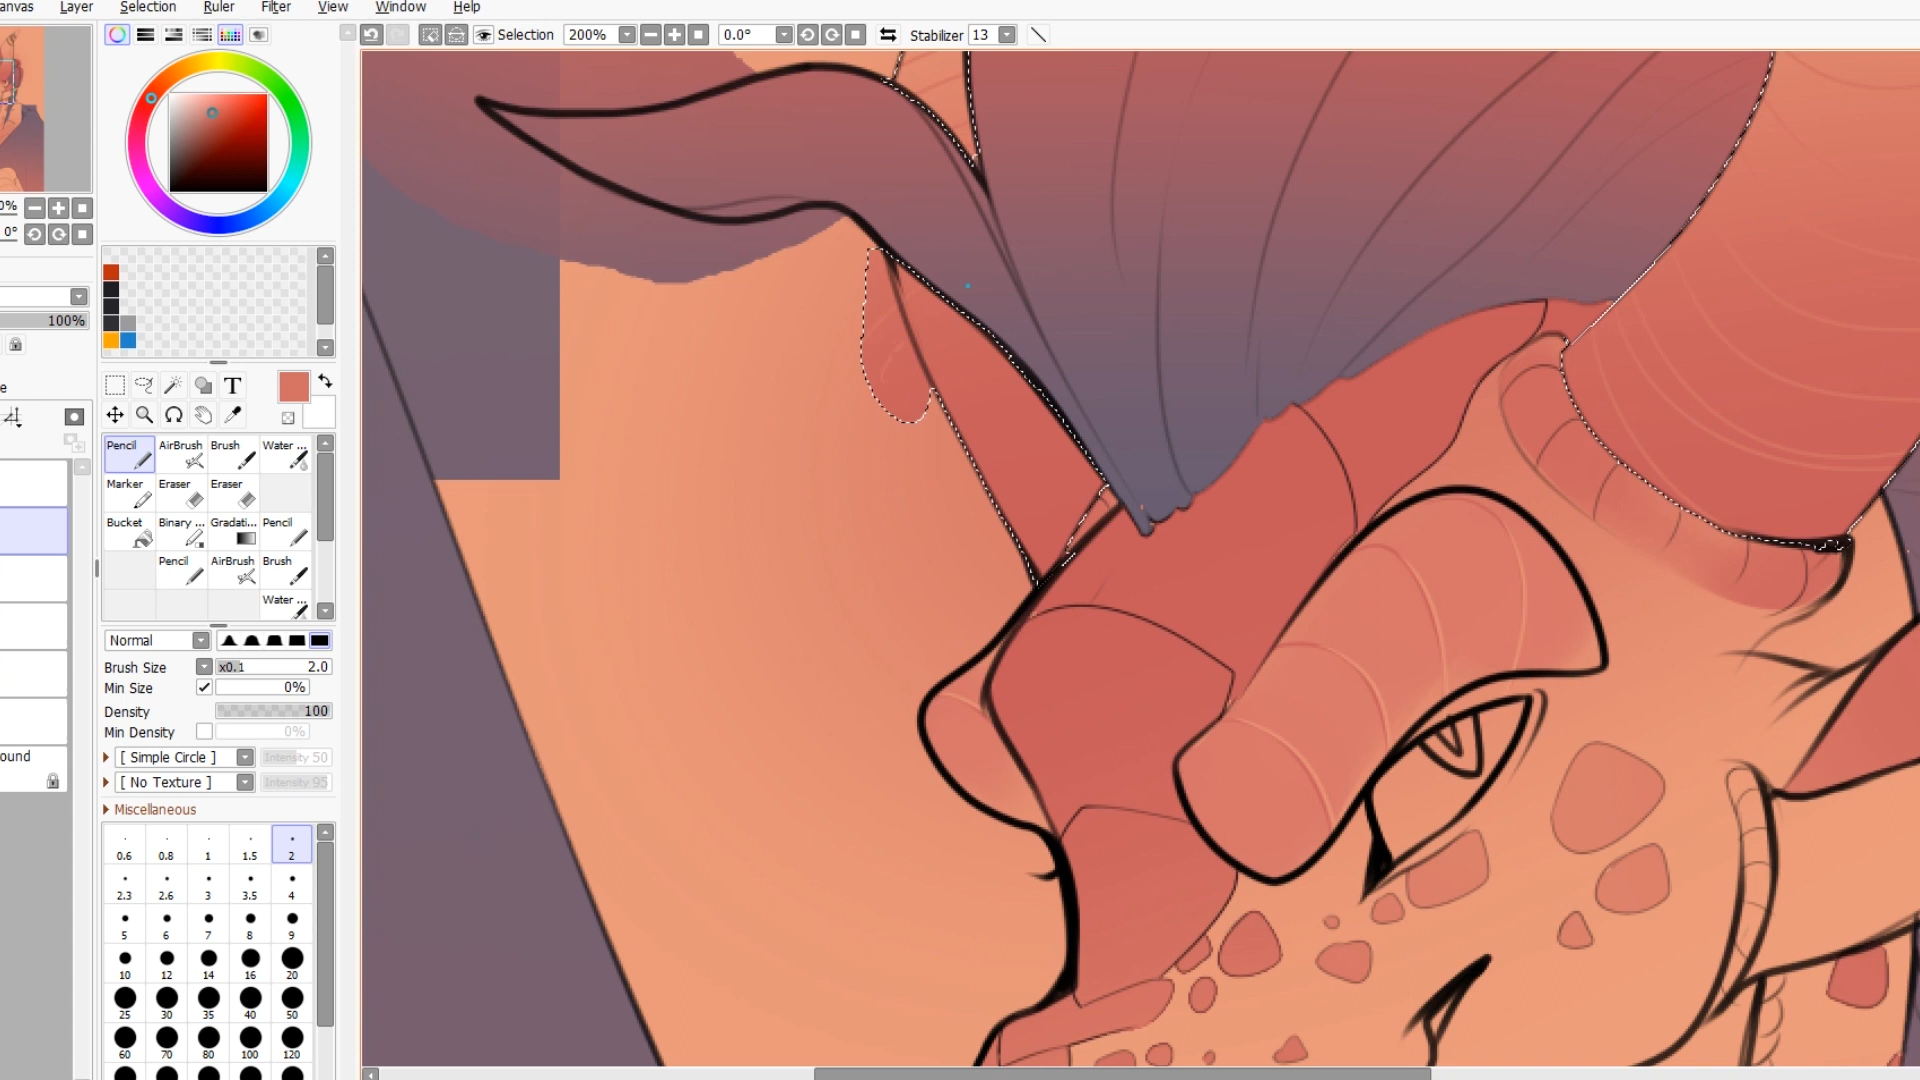 anvas Layer Selection Ruler Filter View Window Help
Selection 200% 0.0° Stabilizer 13
0%
0°
100%
e
ound
T
Pencil AirBrush Brush Water ...
Marker Eraser Eraser
Bucket Binary ... Gradati... Pencil
Pencil AirBrush Brush
Water ...
Normal
Brush Size x0.1 2.0
Min Size 0%
Density 100
Min Density 0%
[ Simple Circle ] Intensity 50
[ No Texture ] Intensity 95
Miscellaneous
0.6 0.8 1 1.5 2
2.3 2.6 3 3.5 4
5 6 7 8 9
10 12 14 16 20
25 30 35 40 50
60 70 80 100 120